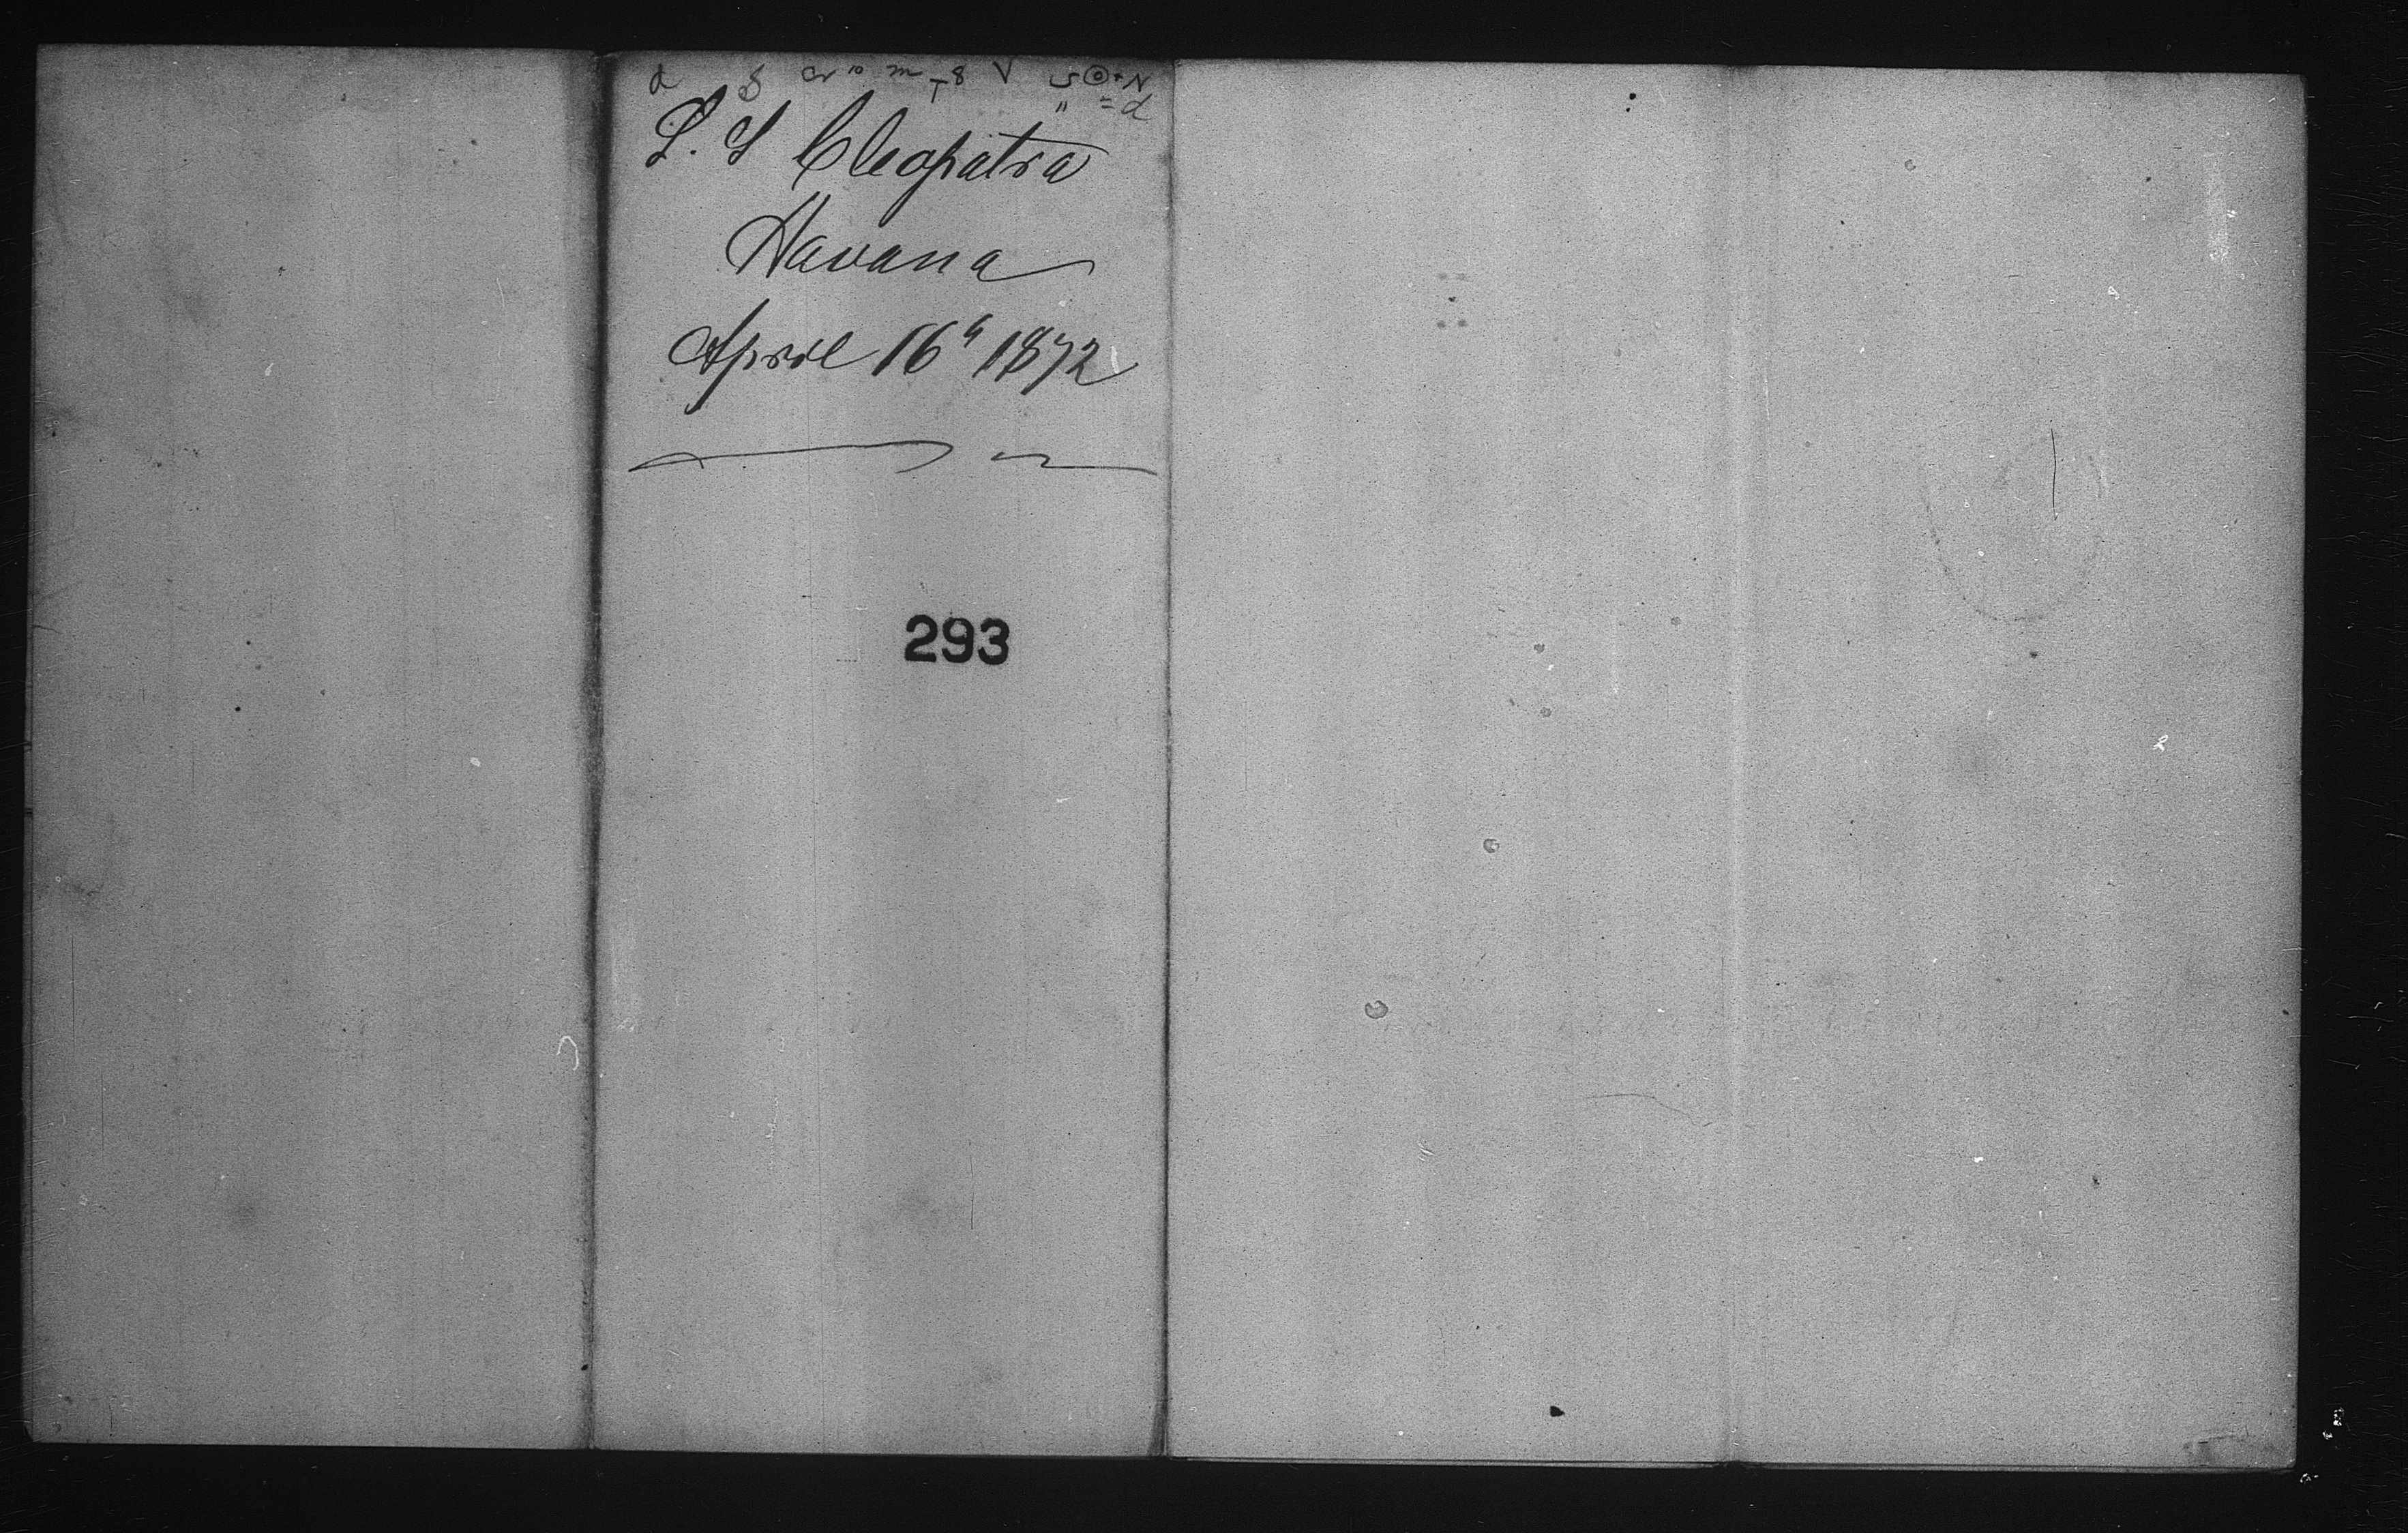 S. S Cleopatra
Havana
April 16th 1872
293